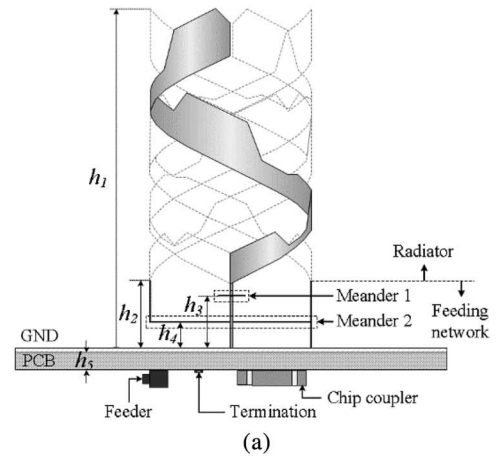 h1
Radiator
h2
h3
Meander 1
Feeding
network
Meander 2
h4
GND
PCB
h5
Chip coupler
Feeder
Termination
(a)